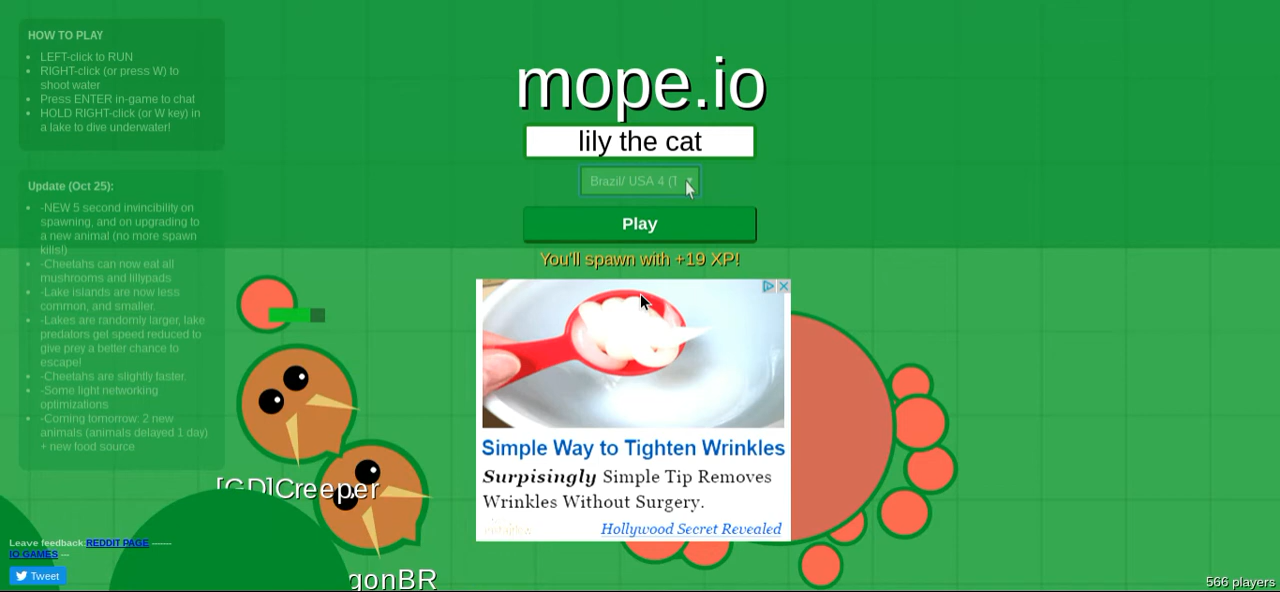 HOW TO PLAY
LEFT-click to RUN
RIGHT-click (or press W) to
shoot water
Press ENTER in-game to chat
HOLD RIGHT-click (or W key) in
a lake to dive underwater!
Update (Oct 25):
-NEW 5 second invincibility on
spawning, and on upgrading to
a new animal (no more spawn
kills!)
-Cheetahs can now eat all
mushrooms and lillypads
-Lake islands are now less
common, and smaller.
-Lakes are randomly larger, lake
predators gel speed reduced to
give prey a better chance to
escape!
-Cheetahs are slightly faster.
-Some light networking
optimizations
-Coming tomorrow: 2 new
animals (animals delayed 1 day)
+ new food source
mope.io
lily the cat
Brazil/ USA 4 (1
Play
You'll spawn with +19 XP!
Simple Way to Tighten Wrinkles
Surpisingly Simple Tip Removes
Wrinkles Without Surgery.
Hollywood Secret Revealed
[GD]Creeper
gonBR
Leave feedback REDDIT PAGE ——
IO GAMES —
Tweet
566 players